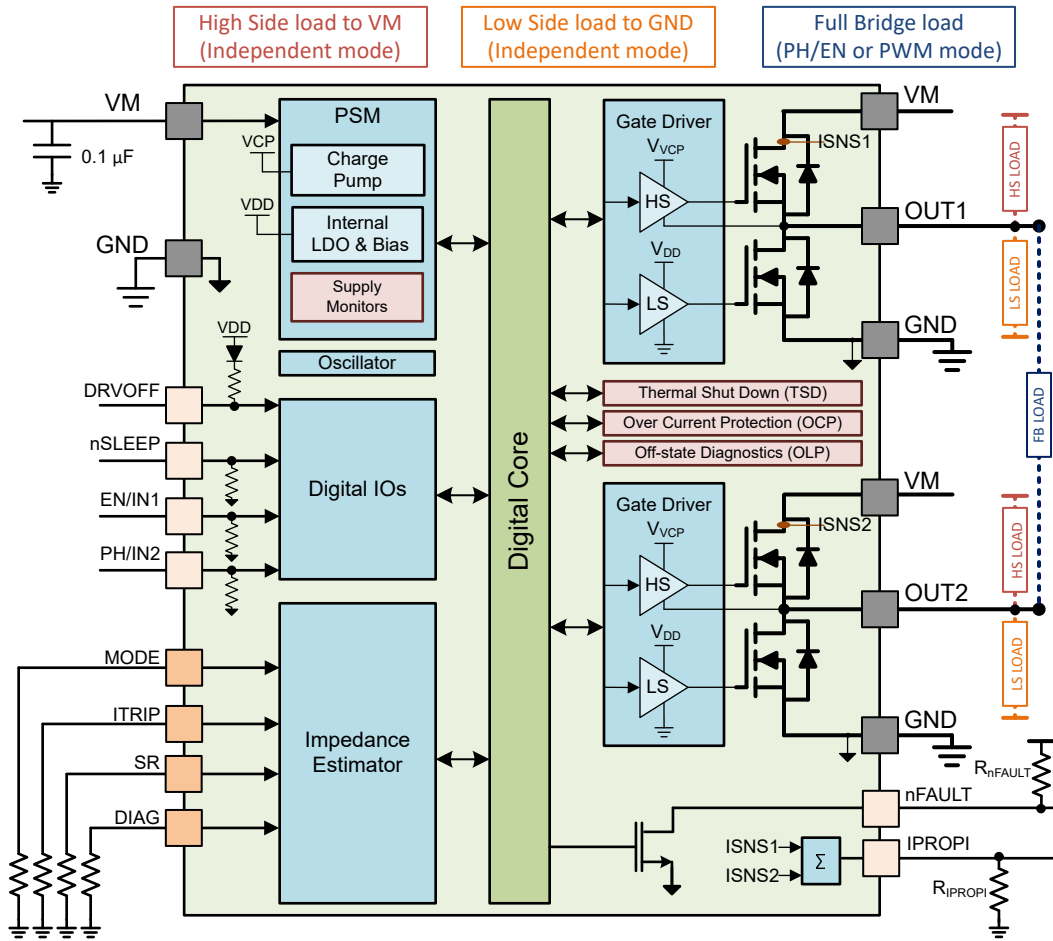 High Side load to VM
(Independent mode)
Low Side load to GND
(Independent mode)
Full Bridge load
(PH/EN or PWM mode)
VM
0.1 µF
GND
PSM
VCP
Charge
Pump
VDD
Internal
LDO & Bias
Supply
Monitors
Oscillator
VDD
DRVOFF
nSLEEP
EN/IN1
PH/IN2
Digital IOs
MODE
ITRIP
SR
DIAG
Impedance
Estimator
Digital Core
Gate Driver
VVCP
HS
VDD
LS
ISNS1
VM
OUT1
GND
HS LOAD
LS LOAD
FB LOAD
Thermal Shut Down (TSD)
Over Current Protection (OCP)
Off-state Diagnostics (OLP)
Gate Driver
VVCP
HS
VDD
LS
ISNS2
VM
OUT2
GND
HS LOAD
LS LOAD
RnFAULT
nFAULT
IPROPI
RIPROPI
ISNS1
ISNS2
Σ